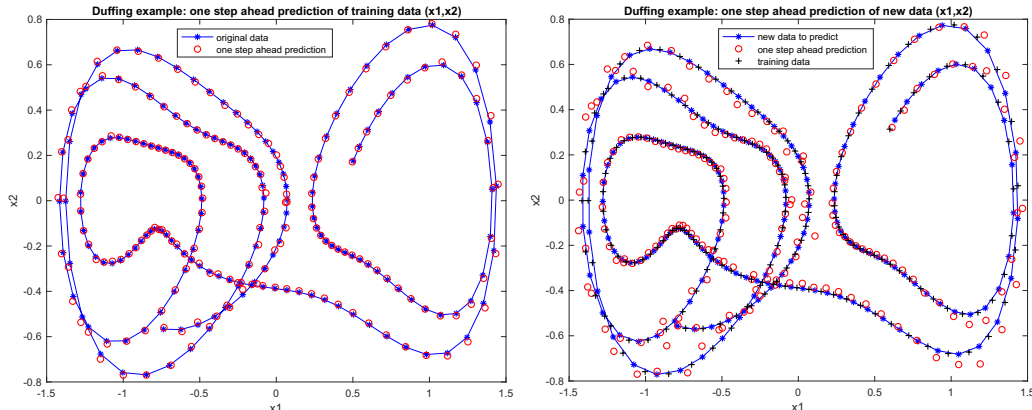 Duffing example: one step ahead prediction of training data (x1,x2)
original data
one step ahead prediction
x2
0.8
0.6
0.4
0.2
0
-0.2
-0.4
-0.6
-0.8
-1.5 -1 -0.5 0 0.5 1 1.5
x1
Duffing example: one step ahead prediction of new data (x1,x2)
new data to predict
one step ahead prediction
training data
x2
0.8
0.6
0.4
0.2
0
-0.2
-0.4
-0.6
-0.8
-1.5 -1 -0.5 0 0.5 1 1.5
x1